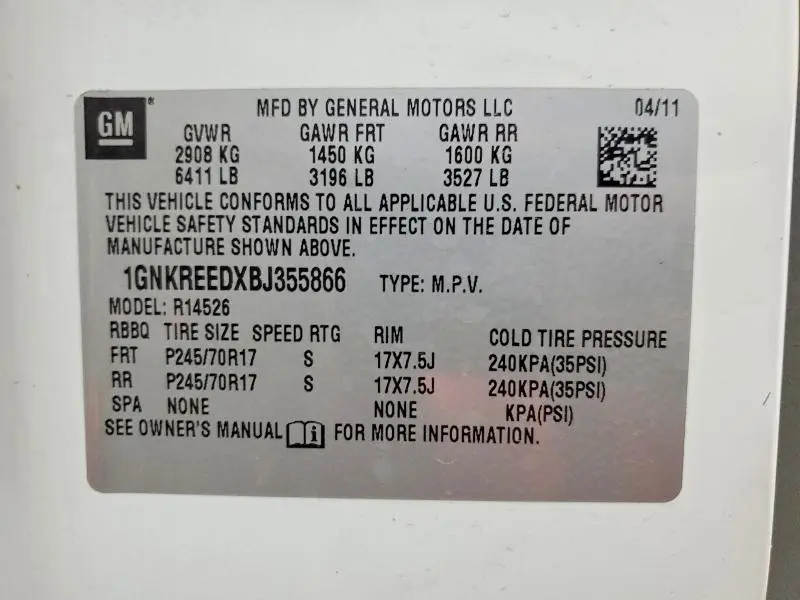 GM
MFD BY GENERAL MOTORS LLC 04/11
GVWR GAWR FRT GAWR RR
2908 KG 1450 KG 1600 KG
6411 LB 3196 LB 3527 LB
THIS VEHICLE CONFORMS TO ALL APPLICABLE U.S. FEDERAL MOTOR
VEHICLE SAFETY STANDARDS IN EFFECT ON THE DATE OF
MANUFACTURE SHOWN ABOVE.
1GNKREEDXBJ355866 TYPE: M.P.V.
MODEL: R14526
RBBQ TIRE SIZE SPEED RTG RIM COLD TIRE PRESSURE
FRT P245/70R17 S 17X7.5J 240KPA(35PSI)
RR P245/70R17 S 17X7.5J 240KPA(35PSI)
SPA NONE NONE KPA(PSI)
SEE OWNER'S MANUAL i FOR MORE INFORMATION.